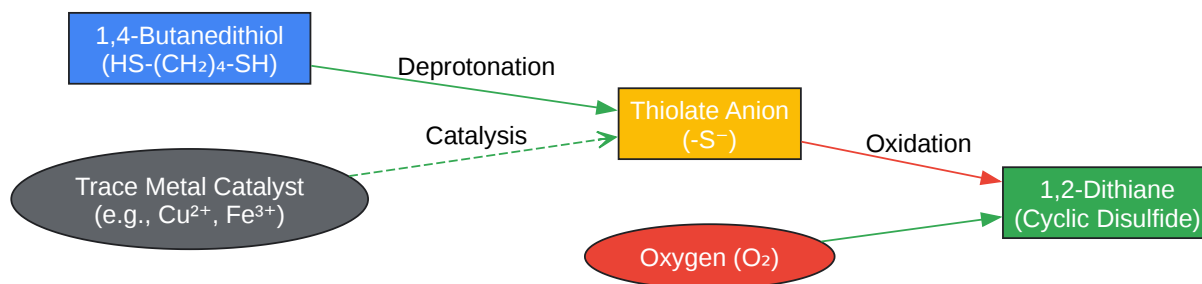 1,4-Butanedithiol
(HS-(CH₂)₄-SH)
Deprotonation
Catalysis
Thiolate Anion
(-S⁻)
Oxidation
Trace Metal Catalyst
(e.g., Cu²⁺, Fe³⁺)
1,2-Dithiane
(Cyclic Disulfide)
Oxygen (O₂)